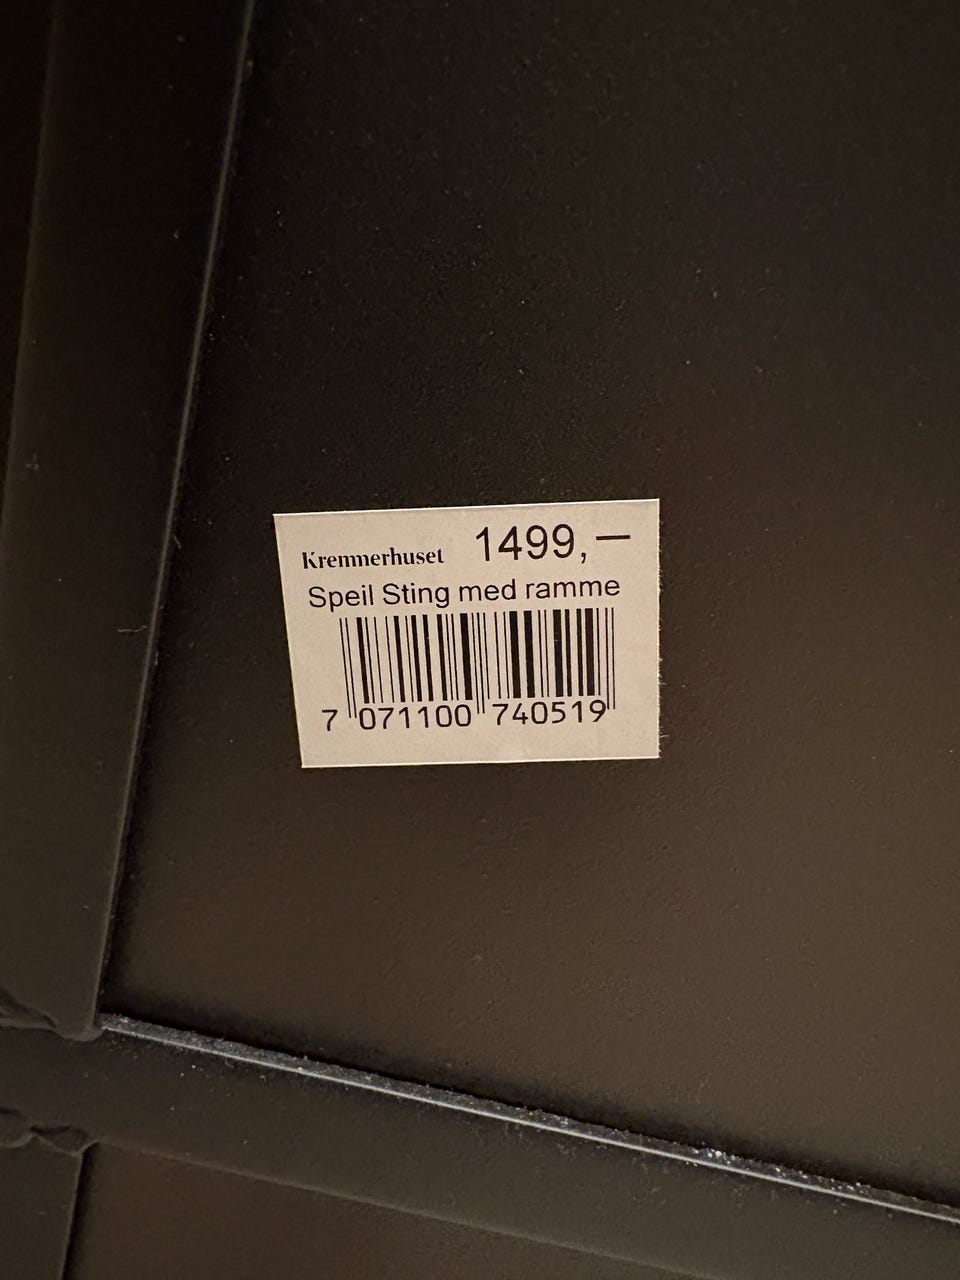 Kremmerhuset 1499,—
Speil Sting med ramme
7 071100 740519